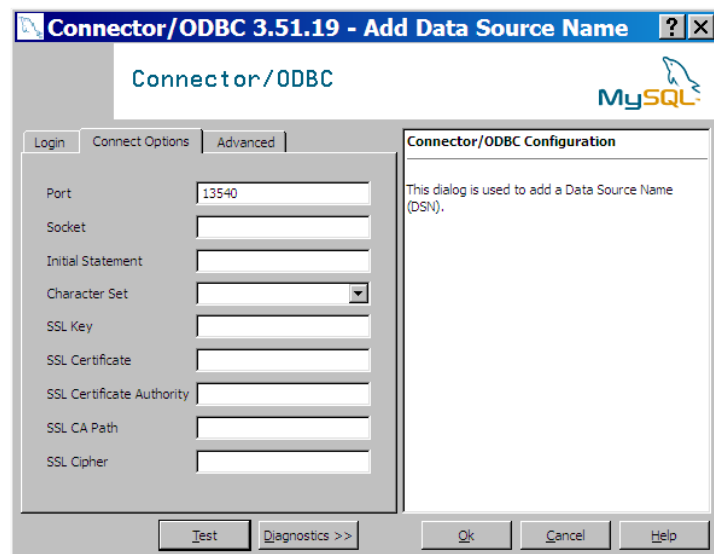 Connector/ODBC 3.51.19 - Add Data Source Name
Connector/ODBC
MySQL
Login
Connect Options
Advanced
Port
13540
Socket
Initial Statement
Character Set
SSL Key
SSL Certificate
SSL Certificate Authority
SSL CA Path
SSL Cipher
Connector/ODBC Configuration
This dialog is used to add a Data Source Name
(DSN).
Test
Diagnostics >>
Ok
Cancel
Help